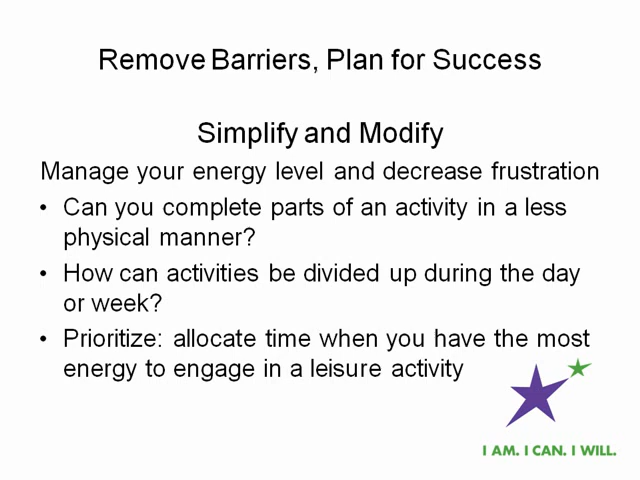 Remove Barriers, Plan for Success
Simplify and Modify
Manage your energy level and decrease frustration
• Can you complete parts of an activity in a less
physical manner?
• How can activities be divided up during the day
or week?
• Prioritize: allocate time when you have the most
energy to engage in a leisure activity
I AM. I CAN. I WILL.